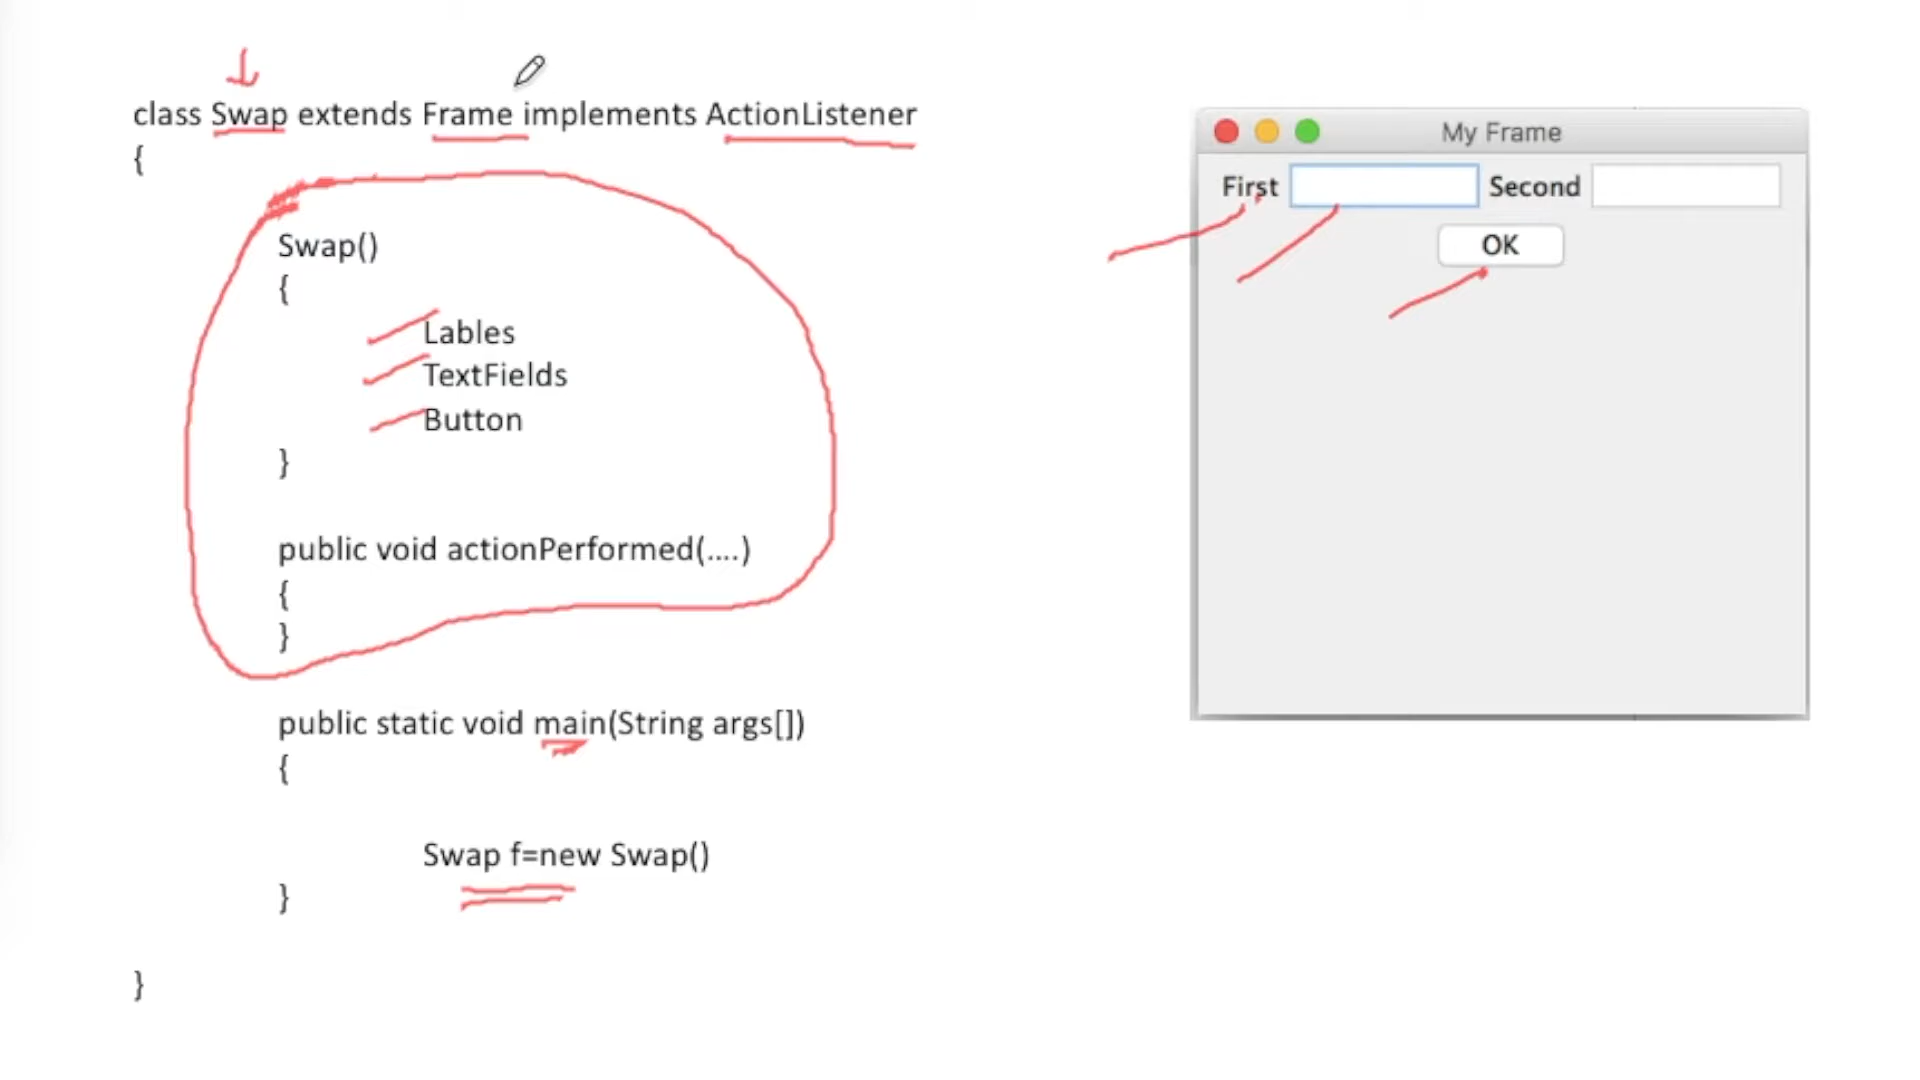 class Swap extends Frame implements ActionListener
{
Swap()
{
Lables
TextFields
Button
}
public void actionPerformed(....)
{
}
public static void main(String args[])
{
Swap f=new Swap()
}
}
My Frame
First Second
OK